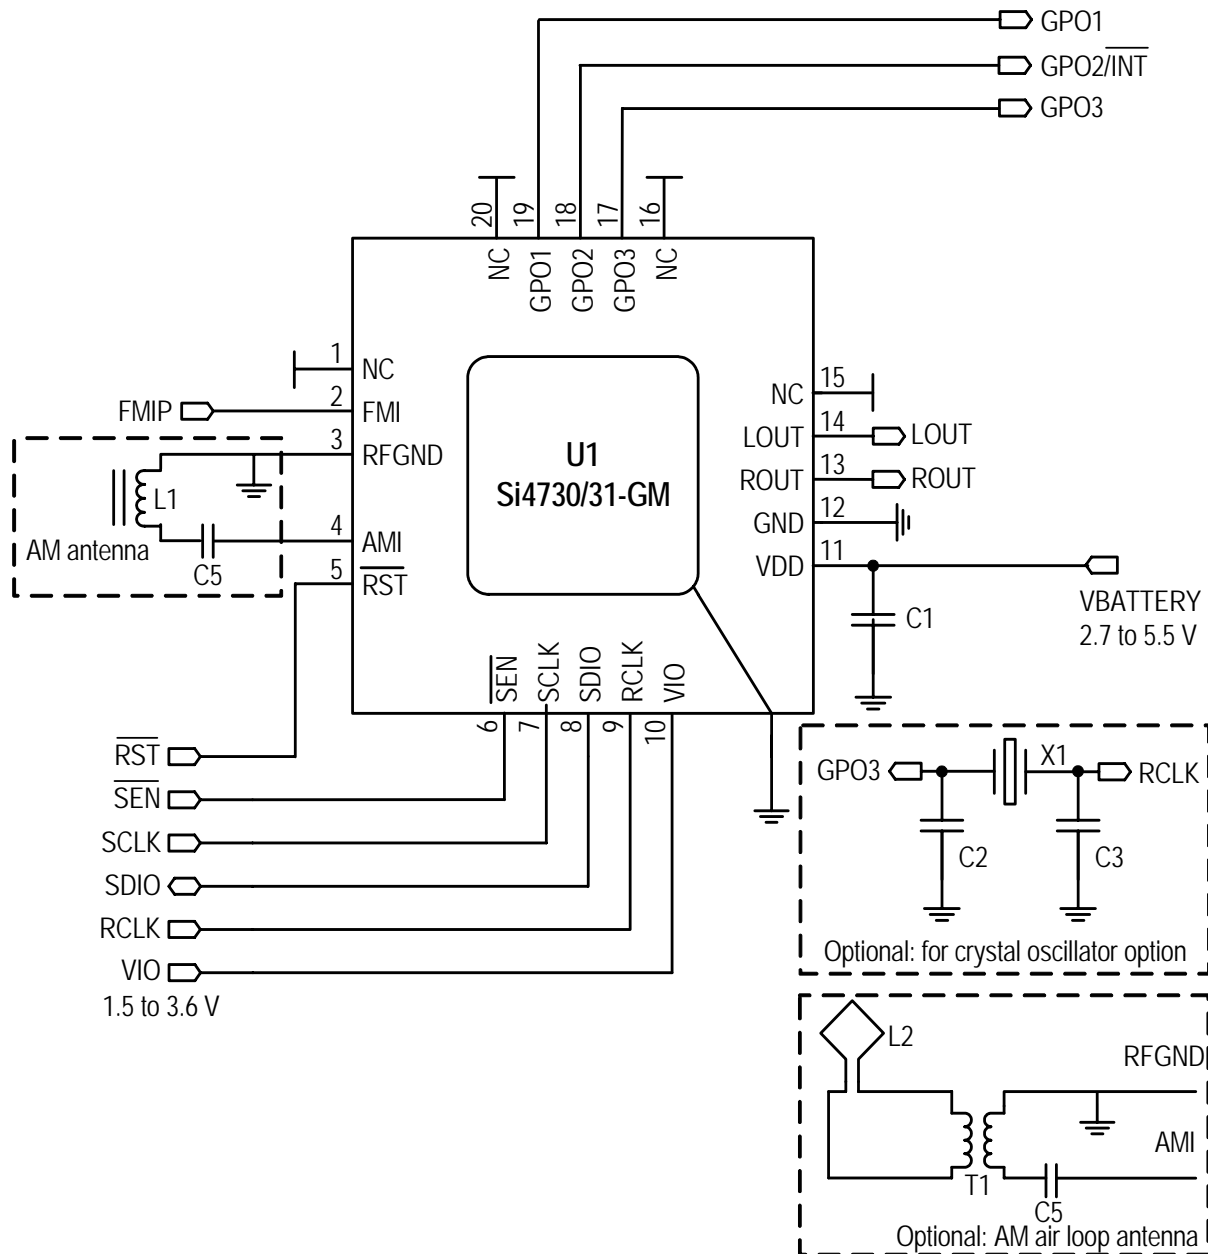 GPO1
GPO2/INT
GPO3
20
19
18
17
16
NC
GPO1
GPO2
GPO3
NC
1
NC
FMIP
2
FMI
3
RFGND
L1
4
AMI
AM antenna
C5
5
RST
U1
Si4730/31-GM
NC
15
LOUT
14
LOUT
ROUT
13
ROUT
GND
12
VDD
11
C1
VBATTERY
2.7 to 5.5 V
SEN
SCLK
SDIO
RCLK
VIO
6
7
8
9
10
RST
SEN
SCLK
SDIO
RCLK
VIO
1.5 to 3.6 V
GPO3
X1
RCLK
C2
C3
Optional: for crystal oscillator option
L2
RFGND
AMI
T1
C5
Optional: AM air loop antenna